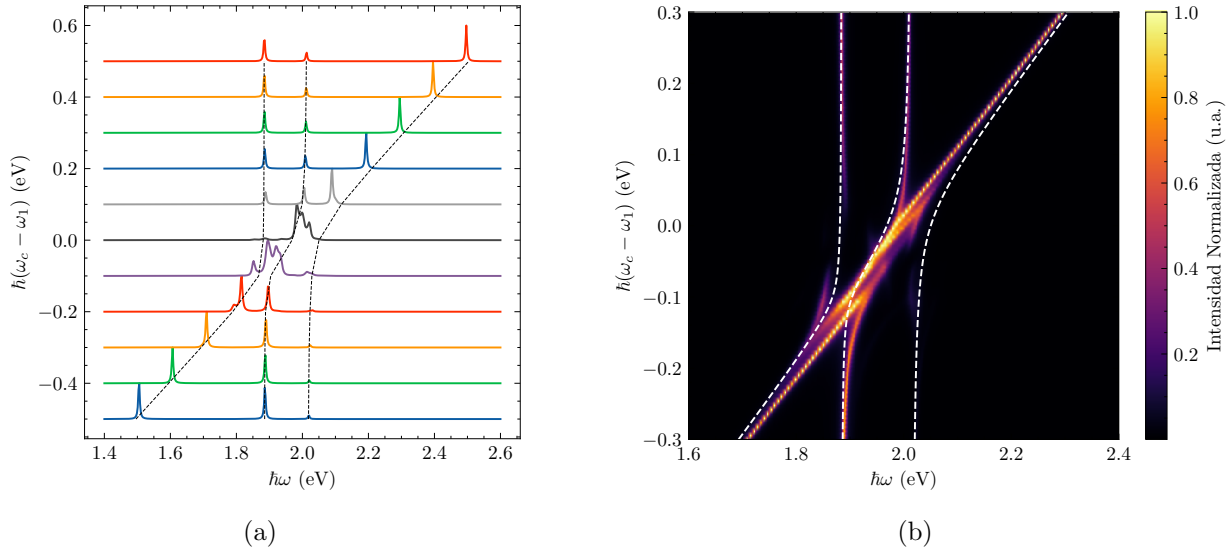 0.6
0.4
0.2
0.0
−0.2
−0.4
ℏ(ω_c − ω_1) (eV)
1.4 1.6 1.8 2.0 2.2 2.4 2.6
ℏω (eV)
(a)
0.3
0.2
0.1
0.0
−0.1
−0.2
−0.3
ℏ(ω_c − ω_1) (eV)
1.6 1.8 2.0 2.2 2.4
ℏω (eV)
(b)
1.0
0.8
0.6
0.4
0.2
Intensidad Normalizada (u.a.)